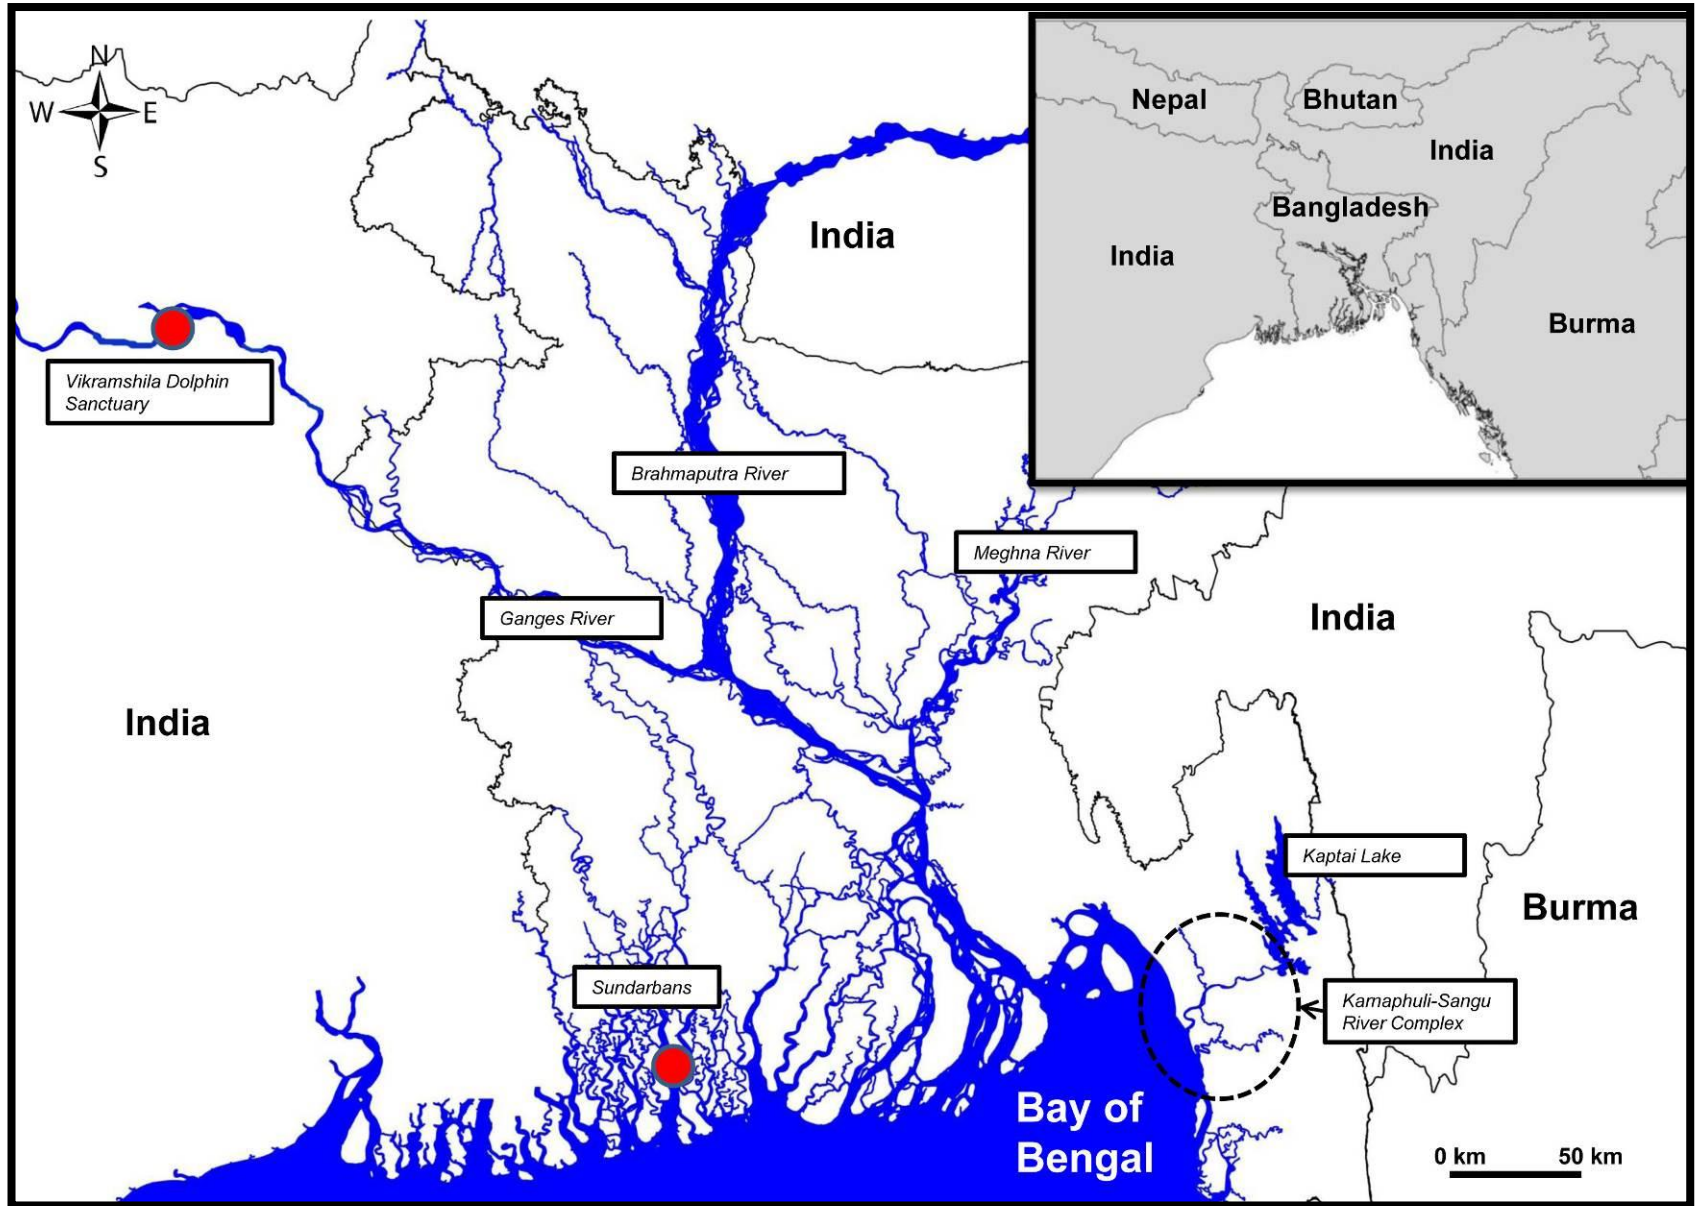 N
W E
S
Nepal
Bhutan
India
Bangladesh
India
Burma
India
Vikramshila Dolphin
Sanctuary
Brahmaputra River
Meghna River
Ganges River
India
India
Kaptai Lake
Burma
Sundarbans
Karnaphuli-Sangu
River Complex
Bay of
Bengal
0 km 50 km